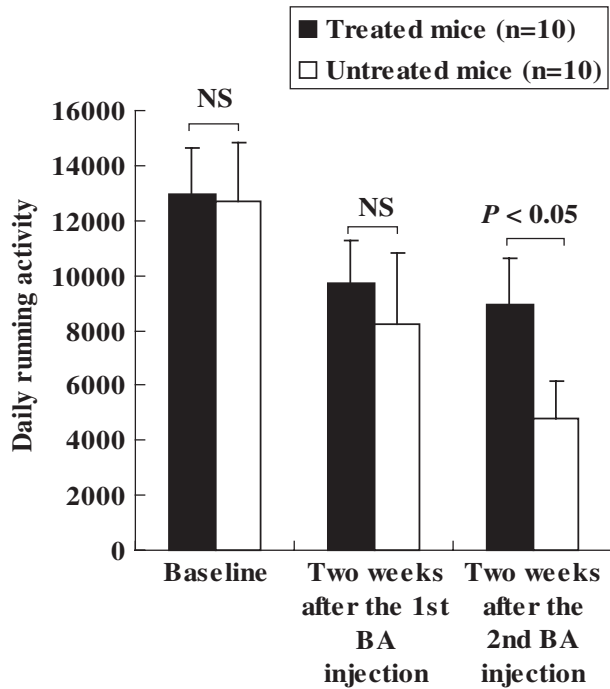 Treated mice (n=10)
Untreated mice (n=10)
Daily running activity
16000
14000
12000
10000
8000
6000
4000
2000
0
NS
NS
P < 0.05
Baseline
Two weeks
after the 1st
BA
injection
Two weeks
after the
2nd BA
injection